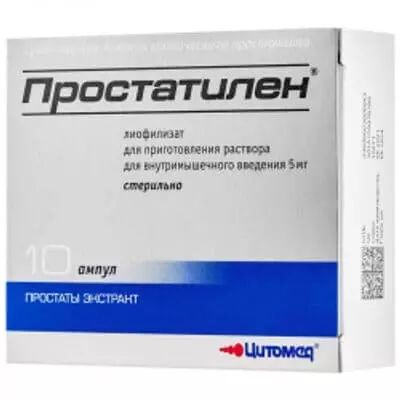 Простатилен®
лиофилизат
для приготовления раствора
для внутримышечного введения 5 мг
стерильно
10 ампул
ПРОСТАТЫ ЭКСТРАКТ
Цитомед